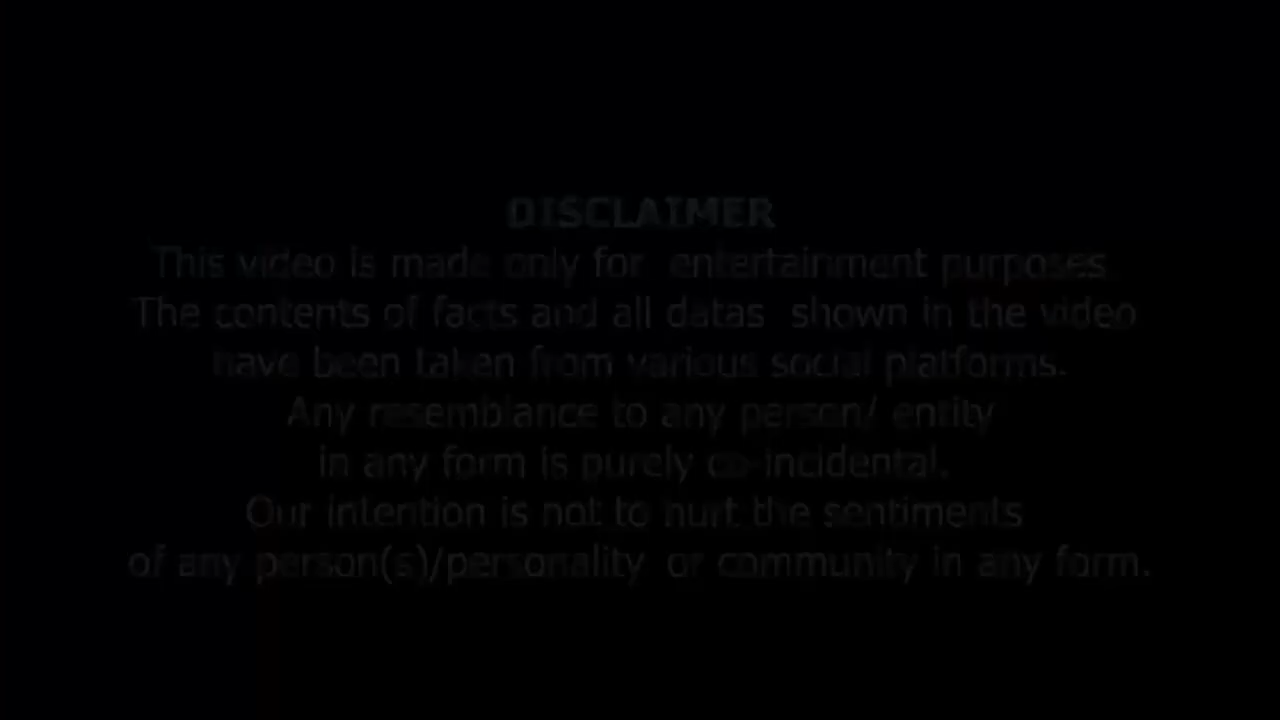 DISCLAIMER
This video is made only for entertainment purposes.
The contents of facts and all datas shown in the video
have been taken from various social platforms.
Any resemblance to any person/ entity
in any form is purely co-incidental.
Our intention is not to hurt the sentiments
of any person(s)/personality or community in any form.